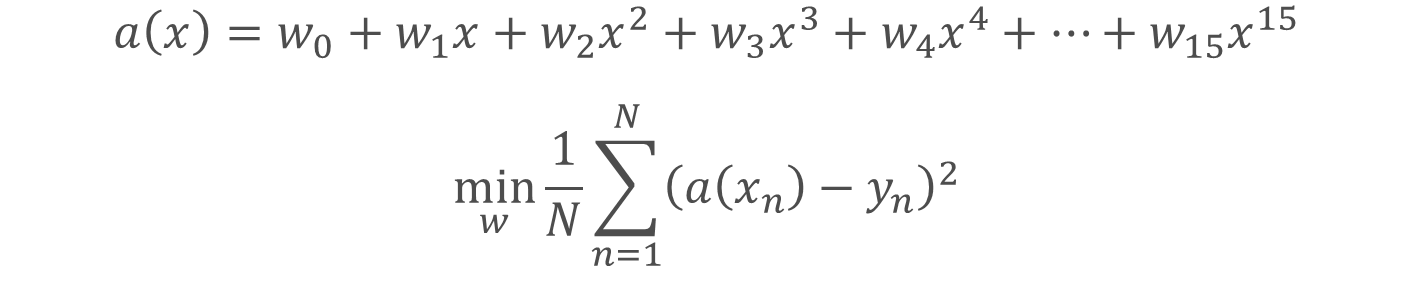 a(x) = w₀ + w₁x + w₂x² + w₃x³ + w₄x⁴ + ⋯ + w₁₅x¹⁵
min_w 1/N ∑_{n=1}^{N} (a(xₙ) − yₙ)²